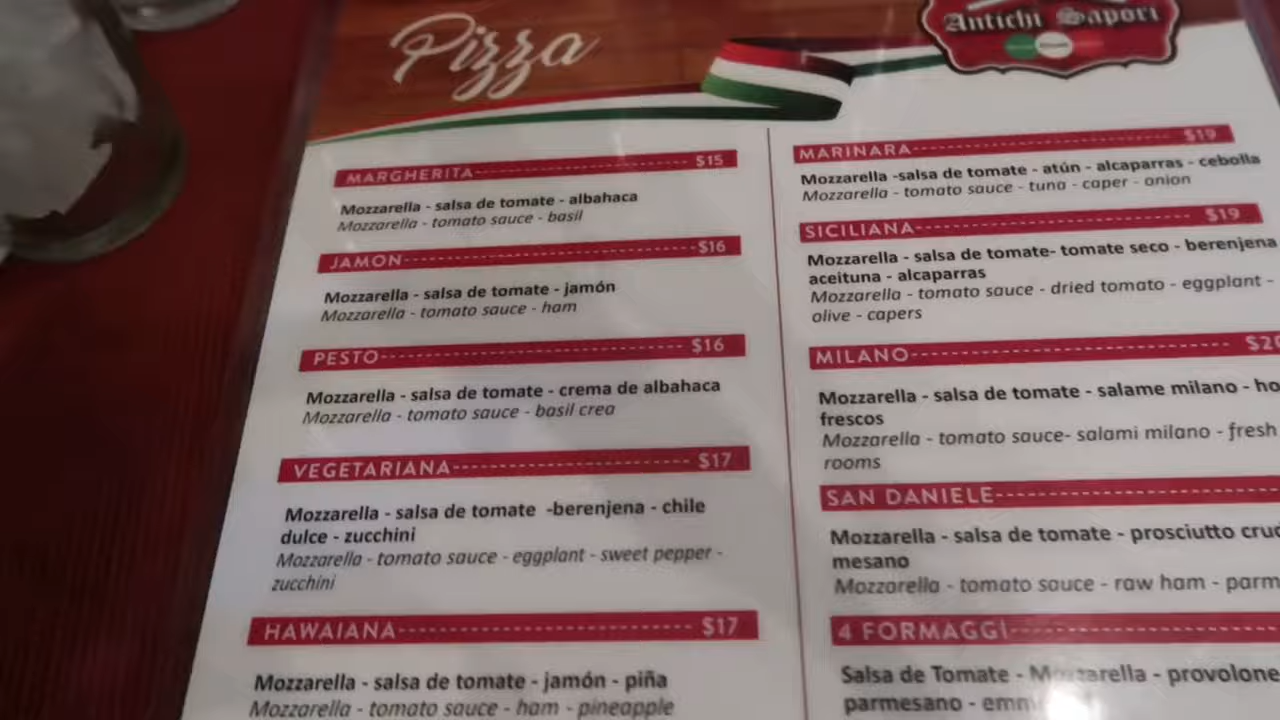 Pizza
Antichi Sapori
MARGHERITA $15
Mozzarella - salsa de tomate - albahaca
Mozzarella - tomato sauce - basil
JAMON $16
Mozzarella - salsa de tomate - jamón
Mozzarella - tomato sauce - ham
PESTO $16
Mozzarella - salsa de tomate - crema de albahaca
Mozzarella - tomato sauce - basil crea
VEGETARIANA $17
Mozzarella - salsa de tomate -berenjena - chile
dulce - zucchini
Mozzarella - tomato sauce - eggplant - sweet pepper -
zucchini
HAWAIANA $17
Mozzarella - salsa de tomate - jamón - piña
Mozzarella - tomato sauce - ham - pineapple
MARINARA $19
Mozzarella -salsa de tomate - atún - alcaparras - cebolla
Mozzarella - tomato sauce - tuna - caper - onion
SICILIANA $19
Mozzarella - salsa de tomate- tomate seco - berenjena
aceituna - alcaparras
Mozzarella - tomato sauce - dried tomato - eggplant -
olive - capers
MILANO
Mozzarella - salsa de tomate - salame milano -
frescos
Mozzarella - tomato sauce- salami milano - fresh
rooms
SAN DANIELE
Mozzarella - salsa de tomate - prosciutto
mesano
Mozzarella - tomato sauce - raw ham -
4 FORMAGGI
Salsa de Tomate - Mozzarella - provolone
parmesano -